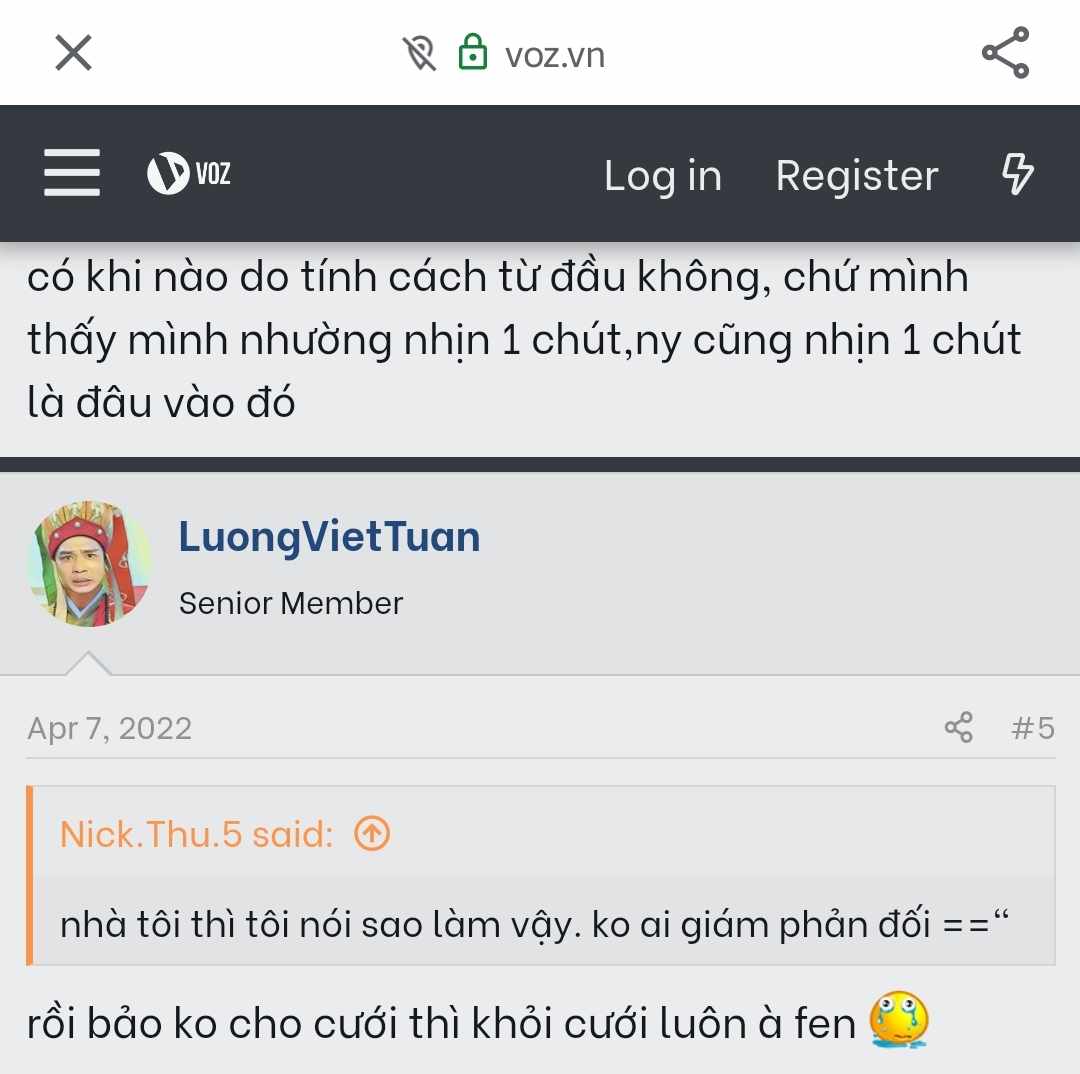 voz.vn
VOZ
Log in
Register
có khi nào do tính cách từ đầu không, chứ mình
thấy mình nhường nhịn 1 chút,ny cũng nhịn 1 chút
là đâu vào đó
LuongVietTuan
Senior Member
Apr 7, 2022
#5
Nick.Thu.5 said:
nhà tôi thì tôi nói sao làm vậy. ko ai giám phản đối =="
rồi bảo ko cho cưới thì khỏi cưới luôn à fen